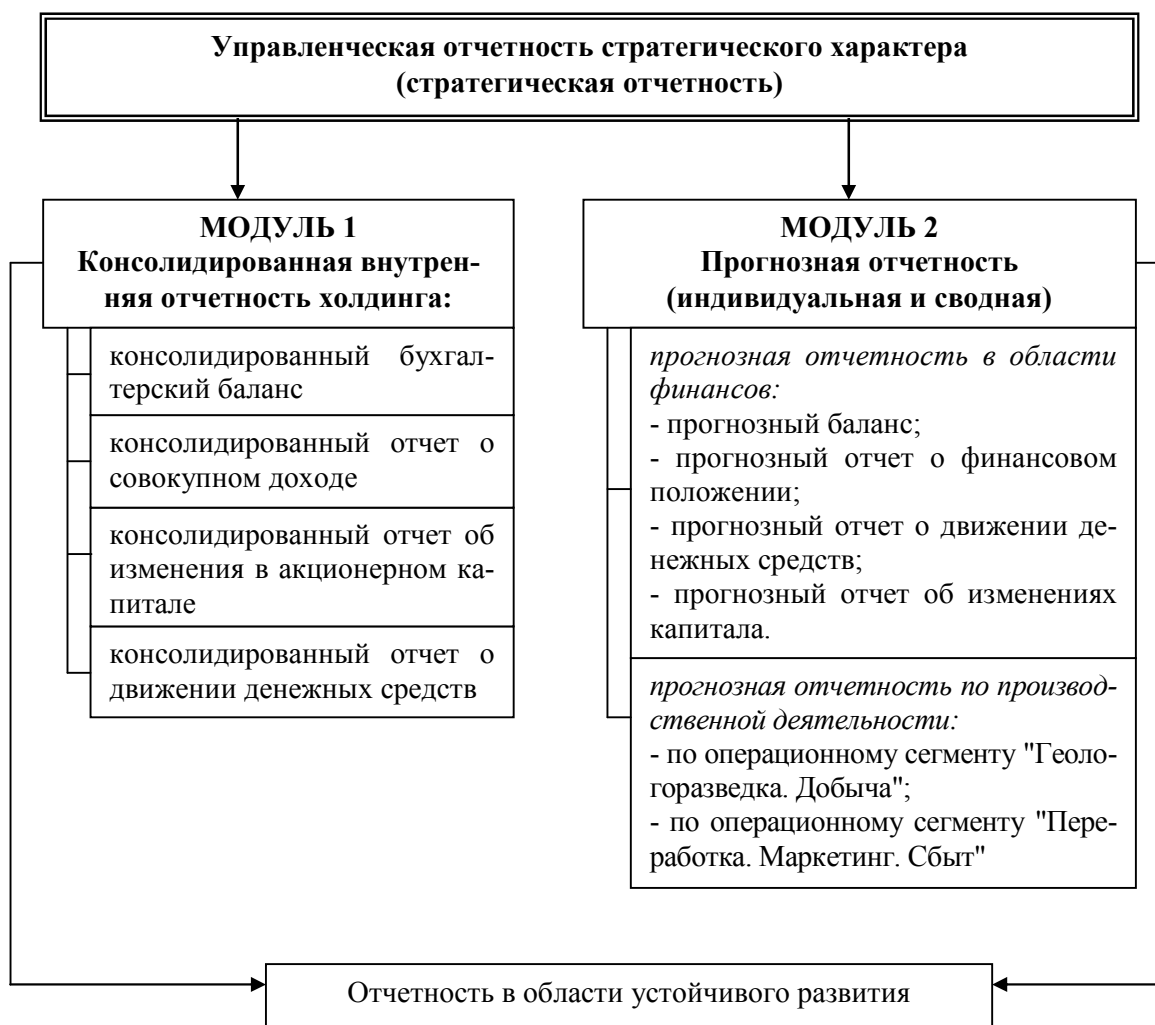 Управленческая отчетность стратегического характера
(стратегическая отчетность)
МОДУЛЬ 1
Консолидированная внутрен-
няя отчетность холдинга:
консолидированный бухгал-
терский баланс
консолидированный отчет о
совокупном доходе
консолидированный отчет об
изменения в акционерном ка-
питале
консолидированный отчет о
движении денежных средств
МОДУЛЬ 2
Прогнозная отчетность
(индивидуальная и сводная)
прогнозная отчетность в области
финансов:
- прогнозный баланс;
- прогнозный отчет о финансовом
положении;
- прогнозный отчет о движении де-
нежных средств;
- прогнозный отчет об изменениях
капитала.
прогнозная отчетность по производ-
ственной деятельности:
- по операционному сегменту "Геоло-
горазведка. Добыча";
- по операционному сегменту "Пере-
работка. Маркетинг. Сбыт"
Отчетность в области устойчивого развития